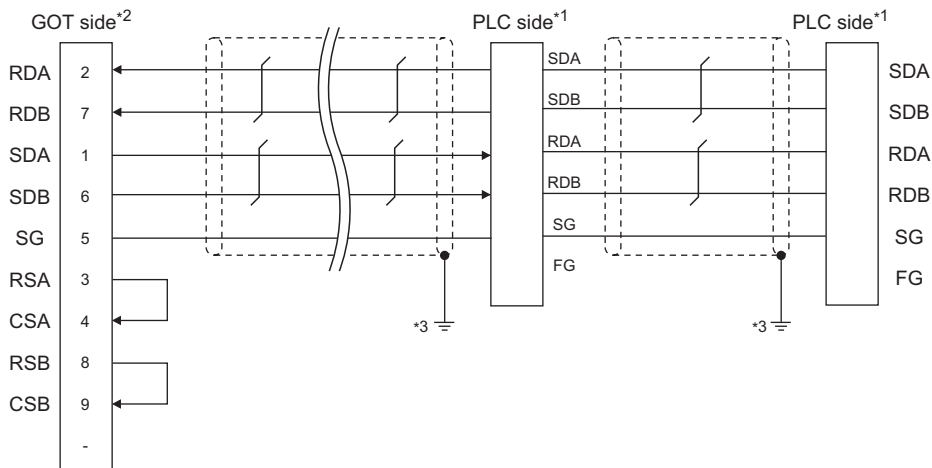 GOT side*2 PLC side*1 PLC side*1
RDA 2 SDA SDA
RDB 7 SDB SDB
SDA 1 RDA RDA
SDB 6 RDB RDB
SG 5 SG SG
RSA 3 FG FG
CSA 4 *3 *3
RSB 8
CSB 9
-